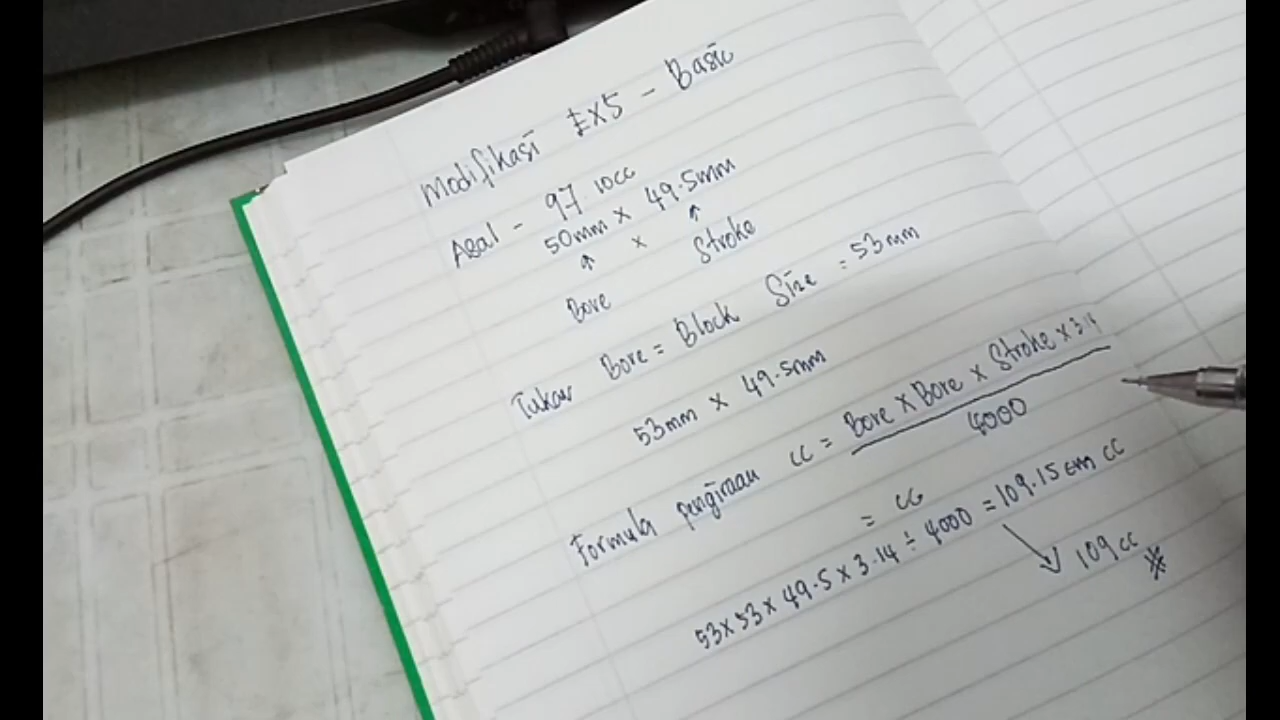 Modifikasi EX5 - Basic
Asal - 97 10cc
50mm x 49.5mm
↑ x ↑
Bore Stroke
Tukar Bore = Block Size = 53mm
53mm x 49.5mm
Formula pengiraan cc = Bore x Bore x Stroke x 3.14
4000
= cc
53x53x 49.5 x 3.14 ÷ 4000 = 109.15 cm cc
109cc